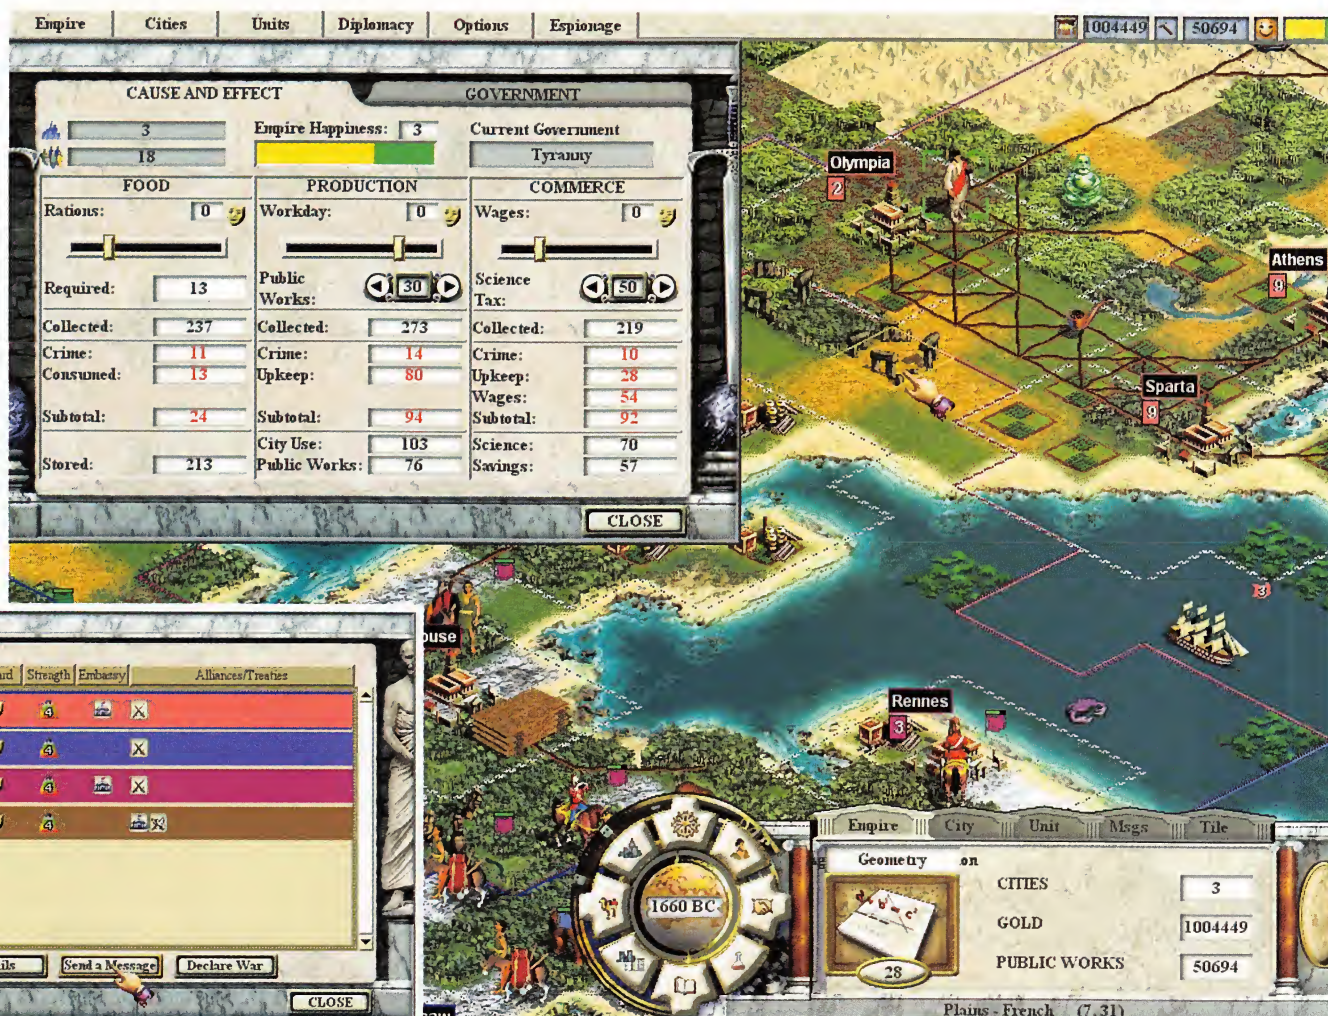 Empire Cities Units Diplomacy Options Espionage
1004449 50694
CAUSE AND EFFECT GOVERNMENT
3 Empire Happiness: 3 Current Government
18 Tyranny
FOOD PRODUCTION COMMERCE
Rations: 0 Workday: 0 Wages: 0
Required: 13 Public Works: 30 Science Tax: 50
Collected: 237 Collected: 273 Collected: 219
Crime: 11 Crime: 14 Crime: 10
Consumed: 13 Upkeep: 80 Upkeep: 28
Wages: 54
Subtotal: 24 Subtotal: 94 Subtotal: 92
City Use: 103 Science: 70
Stored: 213 Public Works: 76 Savings: 57
CLOSE
Olympia
2
Athens
9
Sparta
9
3
ouse
Rennes
3
Strength Embassy Alliances/Treaties
4
4
4
4
Send a Message Declare War
CLOSE
1660 BC
Empire City Unit Msgs Tile
Geometry on
28
CITIES 3
GOLD 1004449
PUBLIC WORKS 50694
Plains - French (7,31)